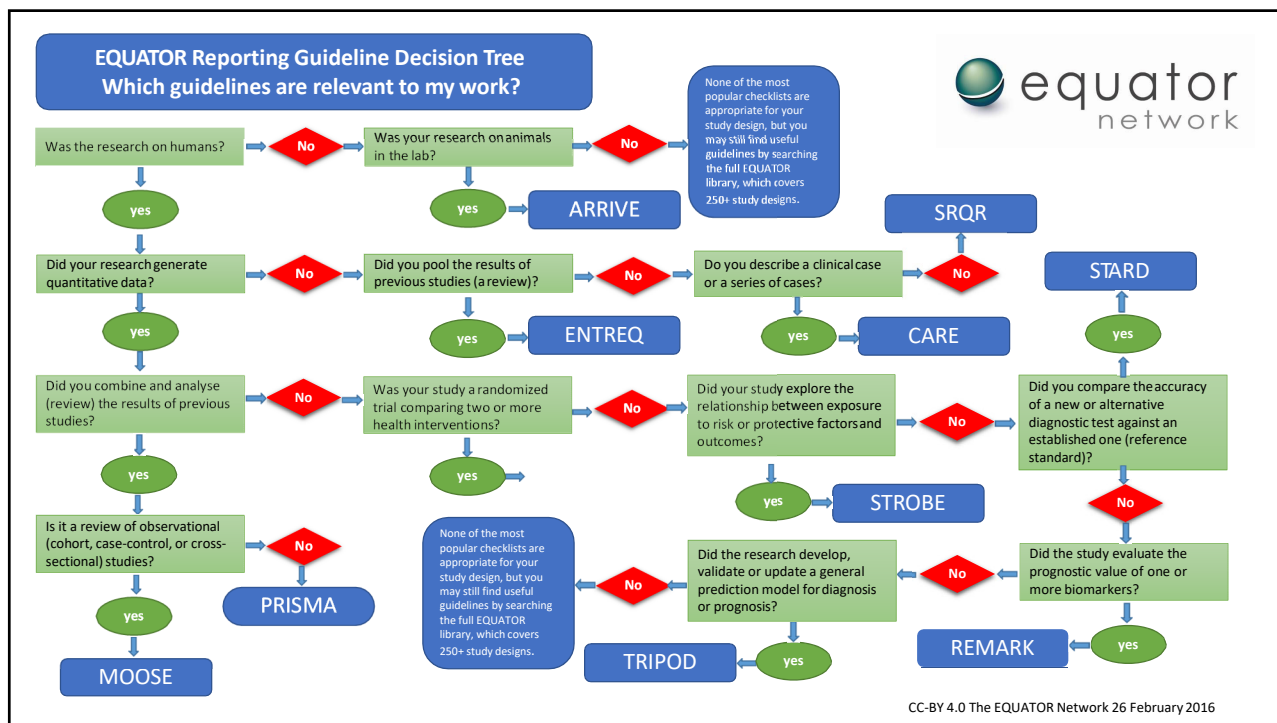 EQUATOR Reporting Guideline Decision Tree
Which guidelines are relevant to my work?
equator
network
None of the most
popular checklists are
appropriate for your
study design, but you
may still find useful
guidelines by searching
the full EQUATOR
library, which covers
250+ study designs.
Was the research on humans?
No
Was your research on animals
in the lab?
No
yes
yes
ARRIVE
SRQR
Did your research generate
quantitative data?
No
Did you pool the results of
previous studies (a review)?
No
Do you describe a clinical case
or a series of cases?
No
STARD
yes
yes
ENTREQ
yes
CARE
yes
Did you combine and analyse
(review) the results of previous
studies?
No
Was your study a randomized
trial comparing two or more
health interventions?
No
Did your study explore the
relationship between exposure
to risk or protective factors and
outcomes?
No
Did you compare the accuracy
of a new or alternative
diagnostic test against an
established one (reference
standard)?
yes
yes
yes
STROBE
No
Is it a review of observational
(cohort, case-control, or cross-
sectional) studies?
No
PRISMA
None of the most
popular checklists are
appropriate for your
study design, but you
may still find useful
guidelines by searching
the full EQUATOR
library, which covers
250+ study designs.
No
Did the research develop,
validate or update a general
prediction model for diagnosis
or prognosis?
No
Did the study evaluate the
prognostic value of one or
more biomarkers?
yes
MOOSE
TRIPOD
yes
REMARK
yes
CC-BY 4.0 The EQUATOR Network 26 February 2016